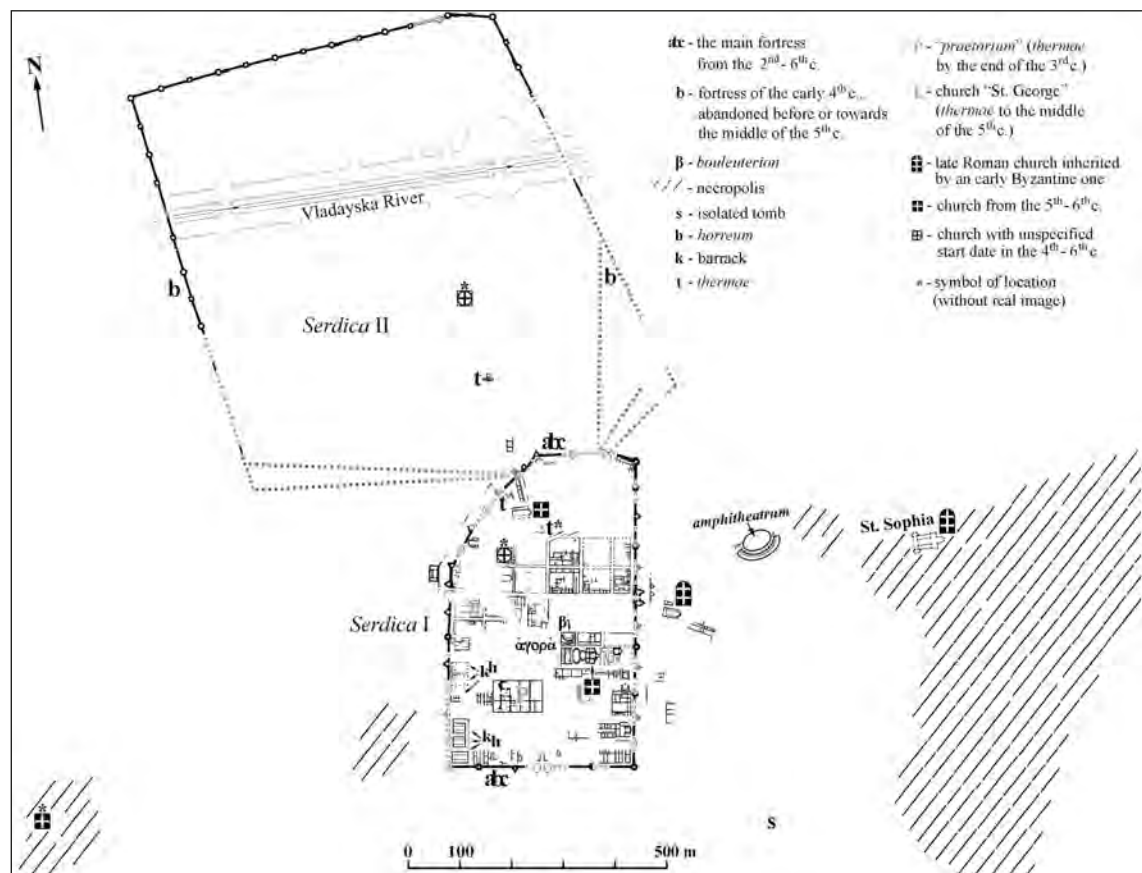 N
abc - the main fortress
from the 2nd - 6th c.
b - fortress of the early 4th c.,
abandoned before or towards
the middle of the 5th c.
β - bouleuterion
necropolis
s - isolated tomb
h - horreum
k - barrack
t - thermae
- "praetorium" (thermae
by the end of the 3rd c.)
- church "St. George"
(thermae to the middle
of the 5th c.)
- late Roman church inherited
by an early Byzantine one
- church from the 5th - 6th c.
- church with unspecified
start date in the 4th - 6th c.
* - symbol of location
(without real image)
Vladayska River
b
b
*
Serdica II
t
abc
t
t*
amphitheatrum
St. Sophia
*
Serdica I
β
ἀγορά
kh
kh
abc
*
s
0 100 500 m